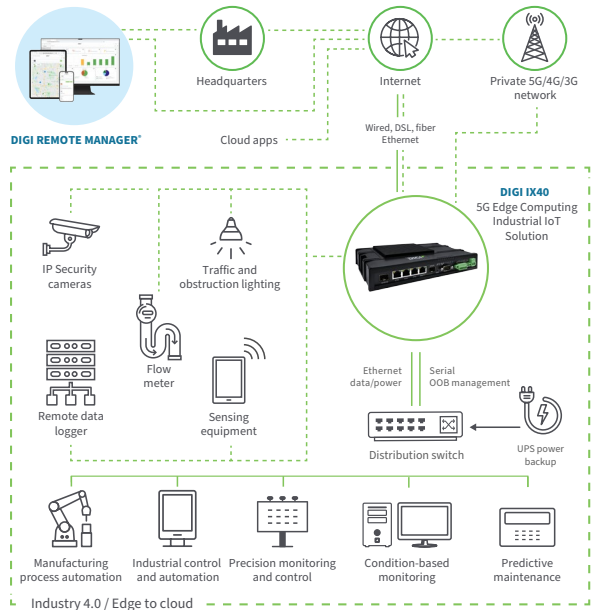 Headquarters
Internet
Private 5G/4G/3G
network
DIGI REMOTE MANAGER®
Cloud apps
Wired, DSL, fiber
Ethernet
DIGI IX40
5G Edge Computing
Industrial IoT
Solution
IP Security
cameras
Traffic and
obstruction lighting
Flow
meter
Remote data
logger
Sensing
equipment
Ethernet
data/power
Serial
OOB management
Distribution switch
UPS power
backup
Manufacturing
process automation
Industrial control
and automation
Precision monitoring
and control
Condition-based
monitoring
Predictive
maintenance
Industry 4.0 / Edge to cloud